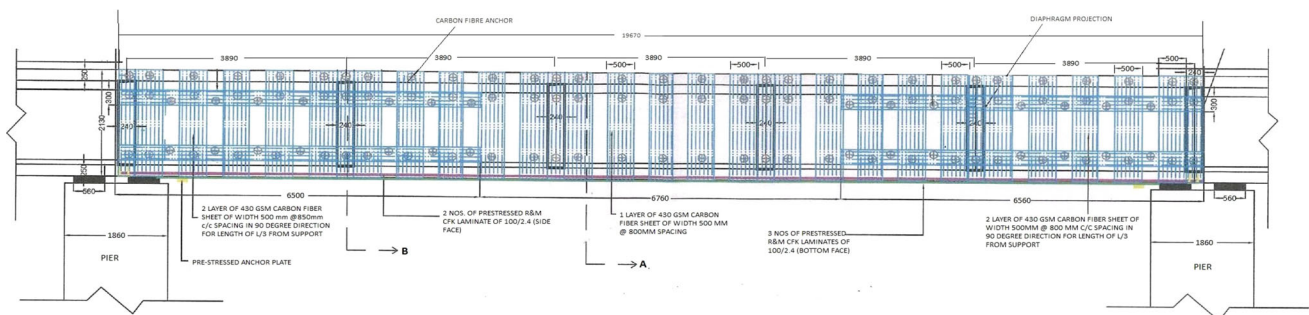 CARBON FIBRE ANCHOR
DIAPHRAGM PROJECTION
19670
3890
3890
3890
3890
3890
500
500
500
500
500
250
300
2130
240
240
240
240
240
240
300
250
560
560
6500
6760
6560
2 LAYER OF 430 GSM CARBON FIBER
SHEET OF WIDTH 500 mm @850mm
c/c SPACING IN 90 DEGREE DIRECTION
FOR LENGTH OF L/3 FROM SUPPORT
2 NOS. OF PRESTRESSED R&M
CFK LAMINATE OF 100/2.4 (SIDE
FACE)
1 LAYER OF 430 GSM CARBON
FIBER SHEET OF WIDTH 500 MM
@ 800MM SPACING
3 NOS OF PRESTRESSED
R&M CFK LAMINATES OF
100/2.4 (BOTTOM FACE)
2 LAYER OF 430 GSM CARBON FIBER SHEET OF
WIDTH 500MM @ 800 MM C/C SPACING IN
90 DEGREE DIRECTION FOR LENGTH OF L/3
FROM SUPPORT
1860
1860
PIER
PIER
PRE-STRESSED ANCHOR PLATE
B
A